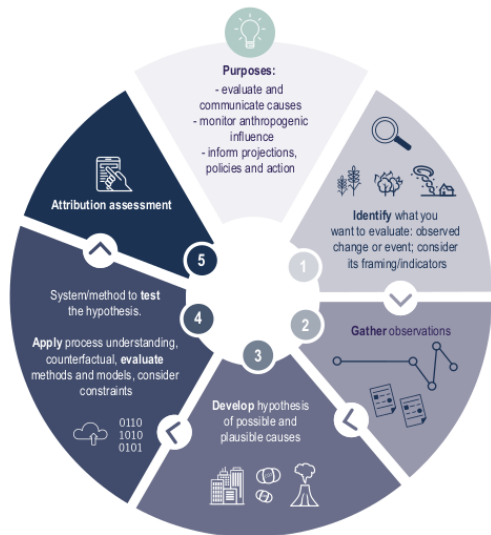 Purposes:
- evaluate and
communicate causes
- monitor anthropogenic
influence
- inform projections,
policies and action
1
Identify what you
want to evaluate: observed
change or event; consider
its framing/indicators
2
Gather observations
3
Develop hypothesis
of possible and
plausible causes
4
System/method to test
the hypothesis.
Apply process understanding,
counterfactual, evaluate
methods and models, consider
constraints
0110
1010
0101
5
Attribution assessment